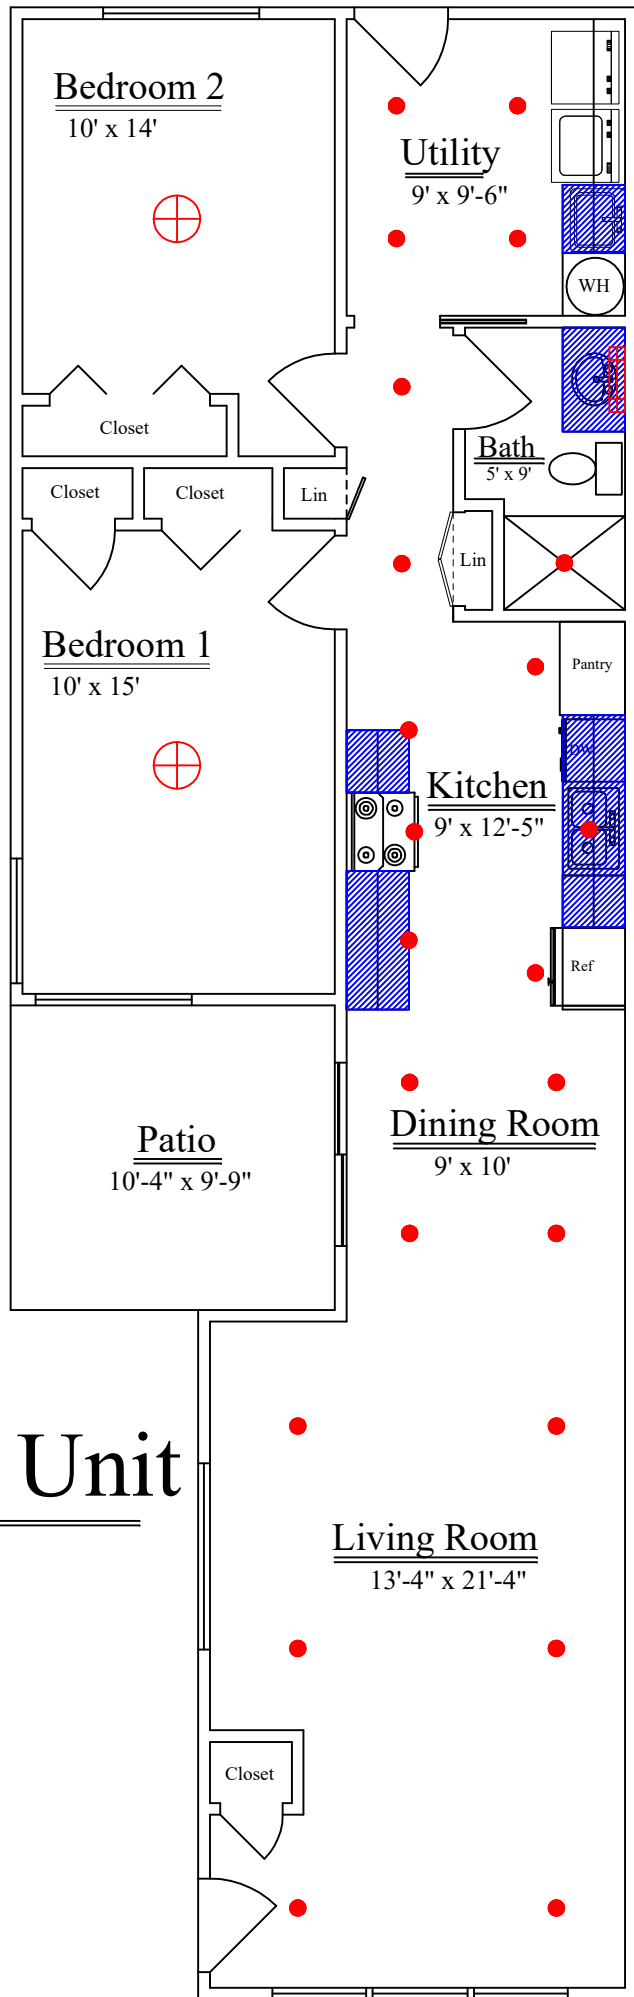 Bedroom 2
10' x 14'
Utility
9' x 9'-6"
WH
Closet
Bath
5' x 9'
Closet
Closet
Lin
Lin
Bedroom 1
10' x 15'
Pantry
DW
Kitchen
9' x 12'-5"
Ref
Dining Room
9' x 10'
Patio
10'-4" x 9'-9"
Unit
Living Room
13'-4" x 21'-4"
Closet